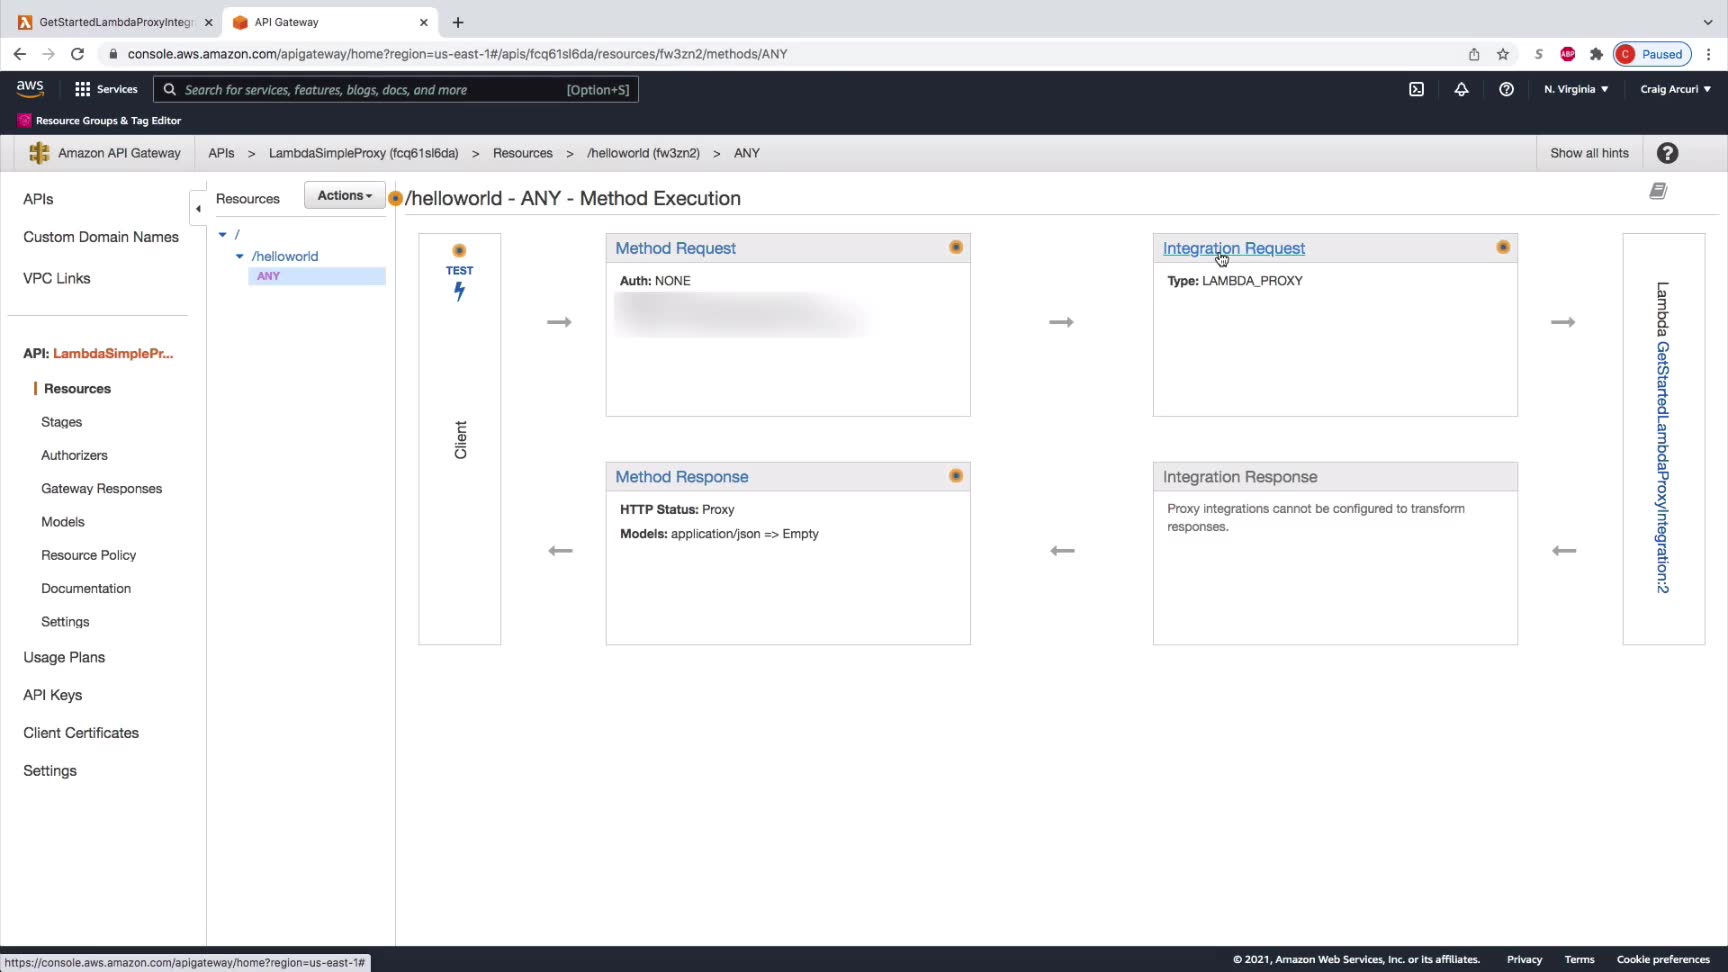 GetStartedLambdaProxyIntegr
API Gateway
console.aws.amazon.com/apigateway/home?region=us-east-1#/apis/fcq61sl6da/resources/fw3zn2/methods/ANY
S
ABP
C Paused
aws
Services
Search for services, features, blogs, docs, and more [Option+S]
N. Virginia
Craig Arcuri
Resource Groups & Tag Editor
Amazon API Gateway
APIs > LambdaSimpleProxy (fcq61sl6da) > Resources > /helloworld (fw3zn2) > ANY
Show all hints
?
APIs
Custom Domain Names
VPC Links
API: LambdaSimplePr...
Resources
Stages
Authorizers
Gateway Responses
Models
Resource Policy
Documentation
Settings
Usage Plans
API Keys
Client Certificates
Settings
Resources
Actions
/
/helloworld
ANY
/helloworld - ANY - Method Execution
TEST
Client
Method Request
Auth: NONE
Integration Request
Type: LAMBDA_PROXY
Method Response
HTTP Status: Proxy
Models: application/json => Empty
Integration Response
Proxy integrations cannot be configured to transform
responses.
Lambda GetStartedLambdaProxyIntegration:2
https://console.aws.amazon.com/apigateway/home?region=us-east-1#
© 2021, Amazon Web Services, Inc. or its affiliates.
Privacy
Terms
Cookie preferences